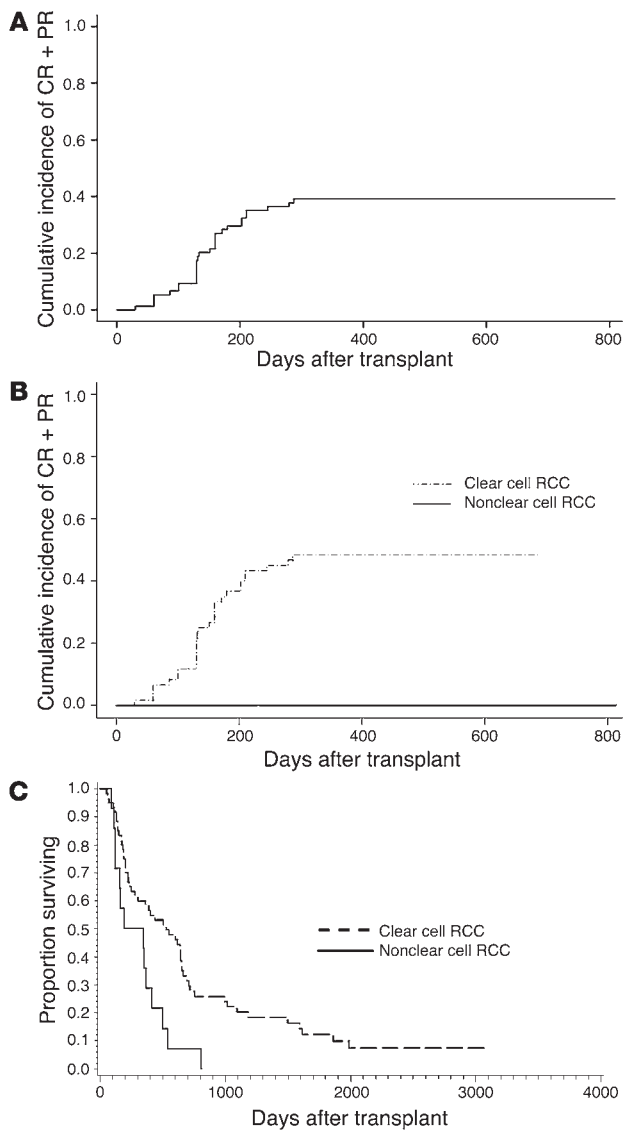 A
Cumulative incidence of CR + PR
1.0
0.8
0.6
0.4
0.2
0.0
0 200 400 600 800
Days after transplant
B
Cumulative incidence of CR + PR
1.0
0.8
0.6
0.4
0.2
0.0
Clear cell RCC
Nonclear cell RCC
0 200 400 600 800
Days after transplant
C
Proportion surviving
1.0
0.9
0.8
0.7
0.6
0.5
0.4
0.3
0.2
0.1
0.0
Clear cell RCC
Nonclear cell RCC
0 1000 2000 3000 4000
Days after transplant